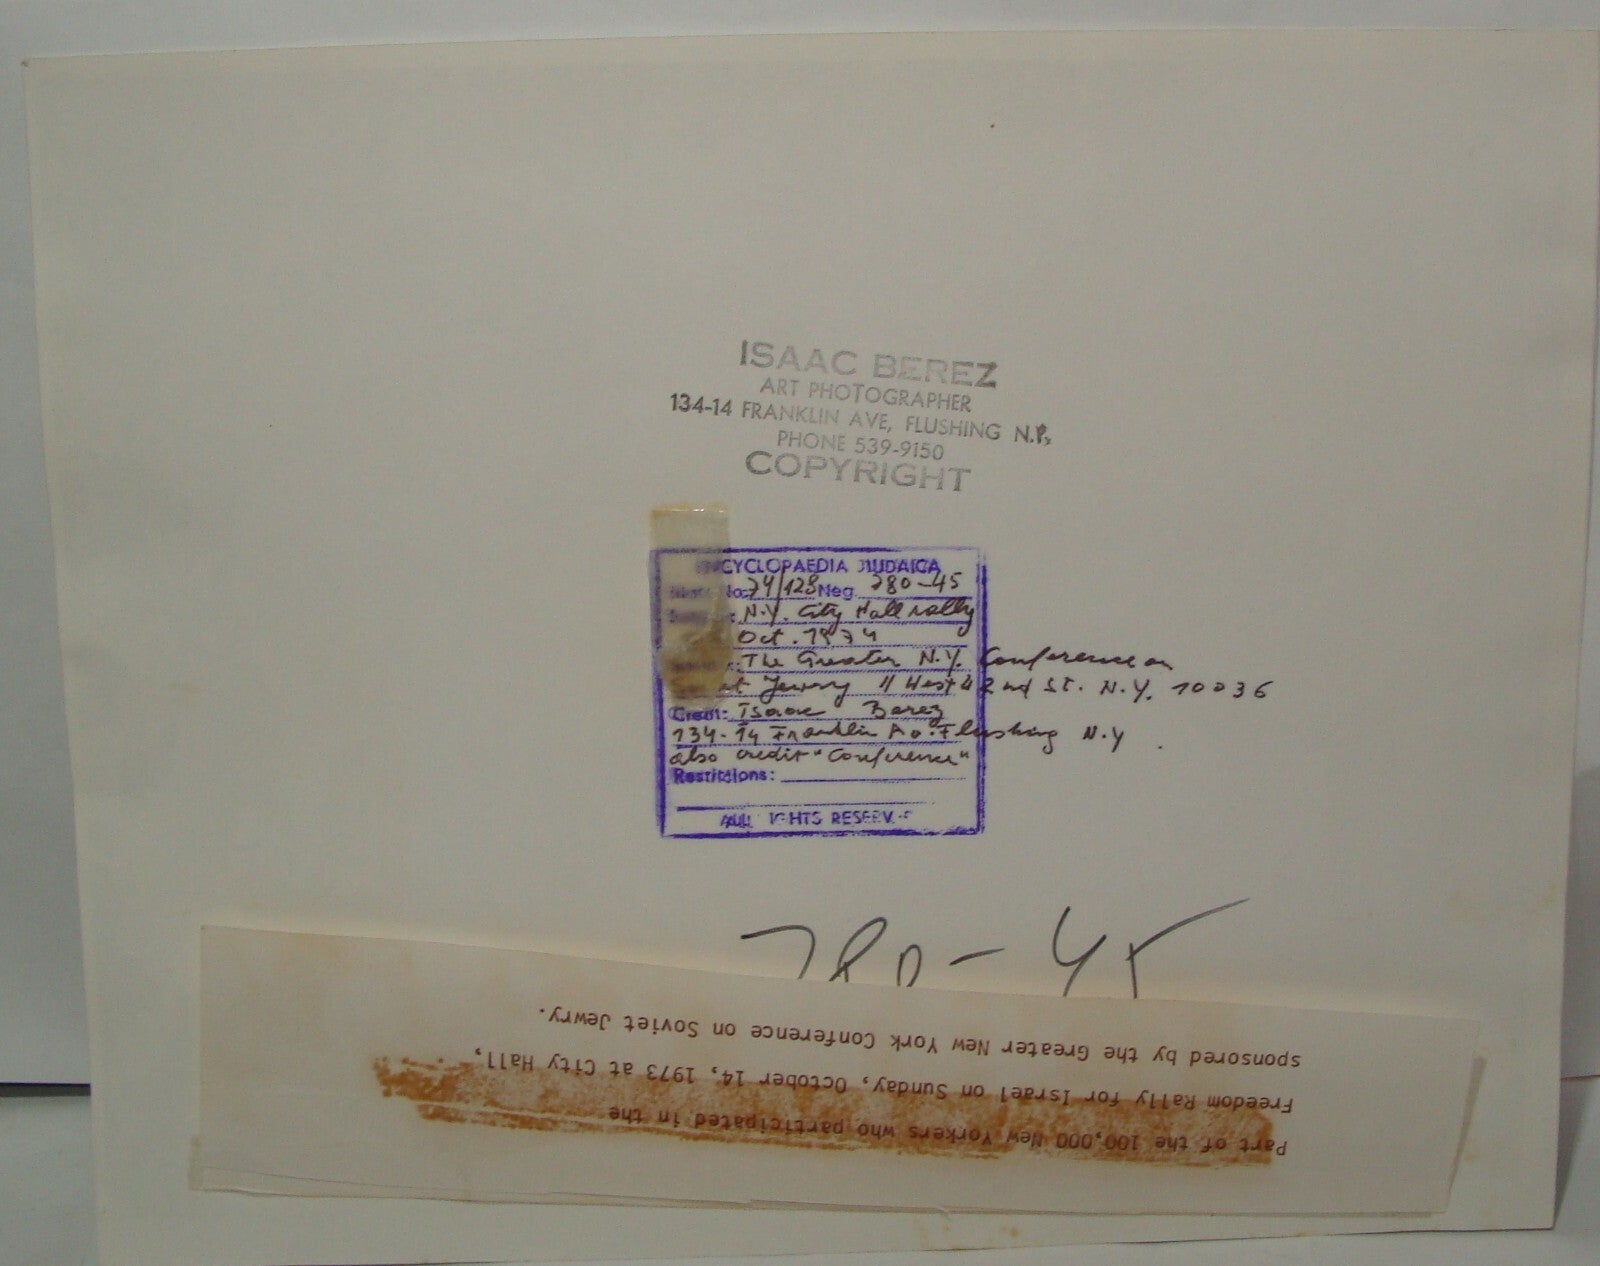 ISAAC BEREZ
ART PHOTOGRAPHER
134-14 FRANKLIN AVE, FLUSHING N.Y.
PHONE 539-9150
COPYRIGHT
ENCYCLOPAEDIA JUDAICA
74/128 Neg. 780-45
N.Y. City Hall rally
Oct. 1974
The Greater N.Y. Conference on
Jewry 11 West 42nd St. N.Y. 10036
Credit: Isaac Berez
134-14 Franklin Av. Flushing N.Y.
also credit "Conference"
Restrictions:
ALL RIGHTS RESERVED
780-45
Part of the 100,000 New Yorkers who participated in the
Freedom Rally for Israel on Sunday, October 14, 1973 at City Hall,
sponsored by the Greater New York Conference on Soviet Jewry.